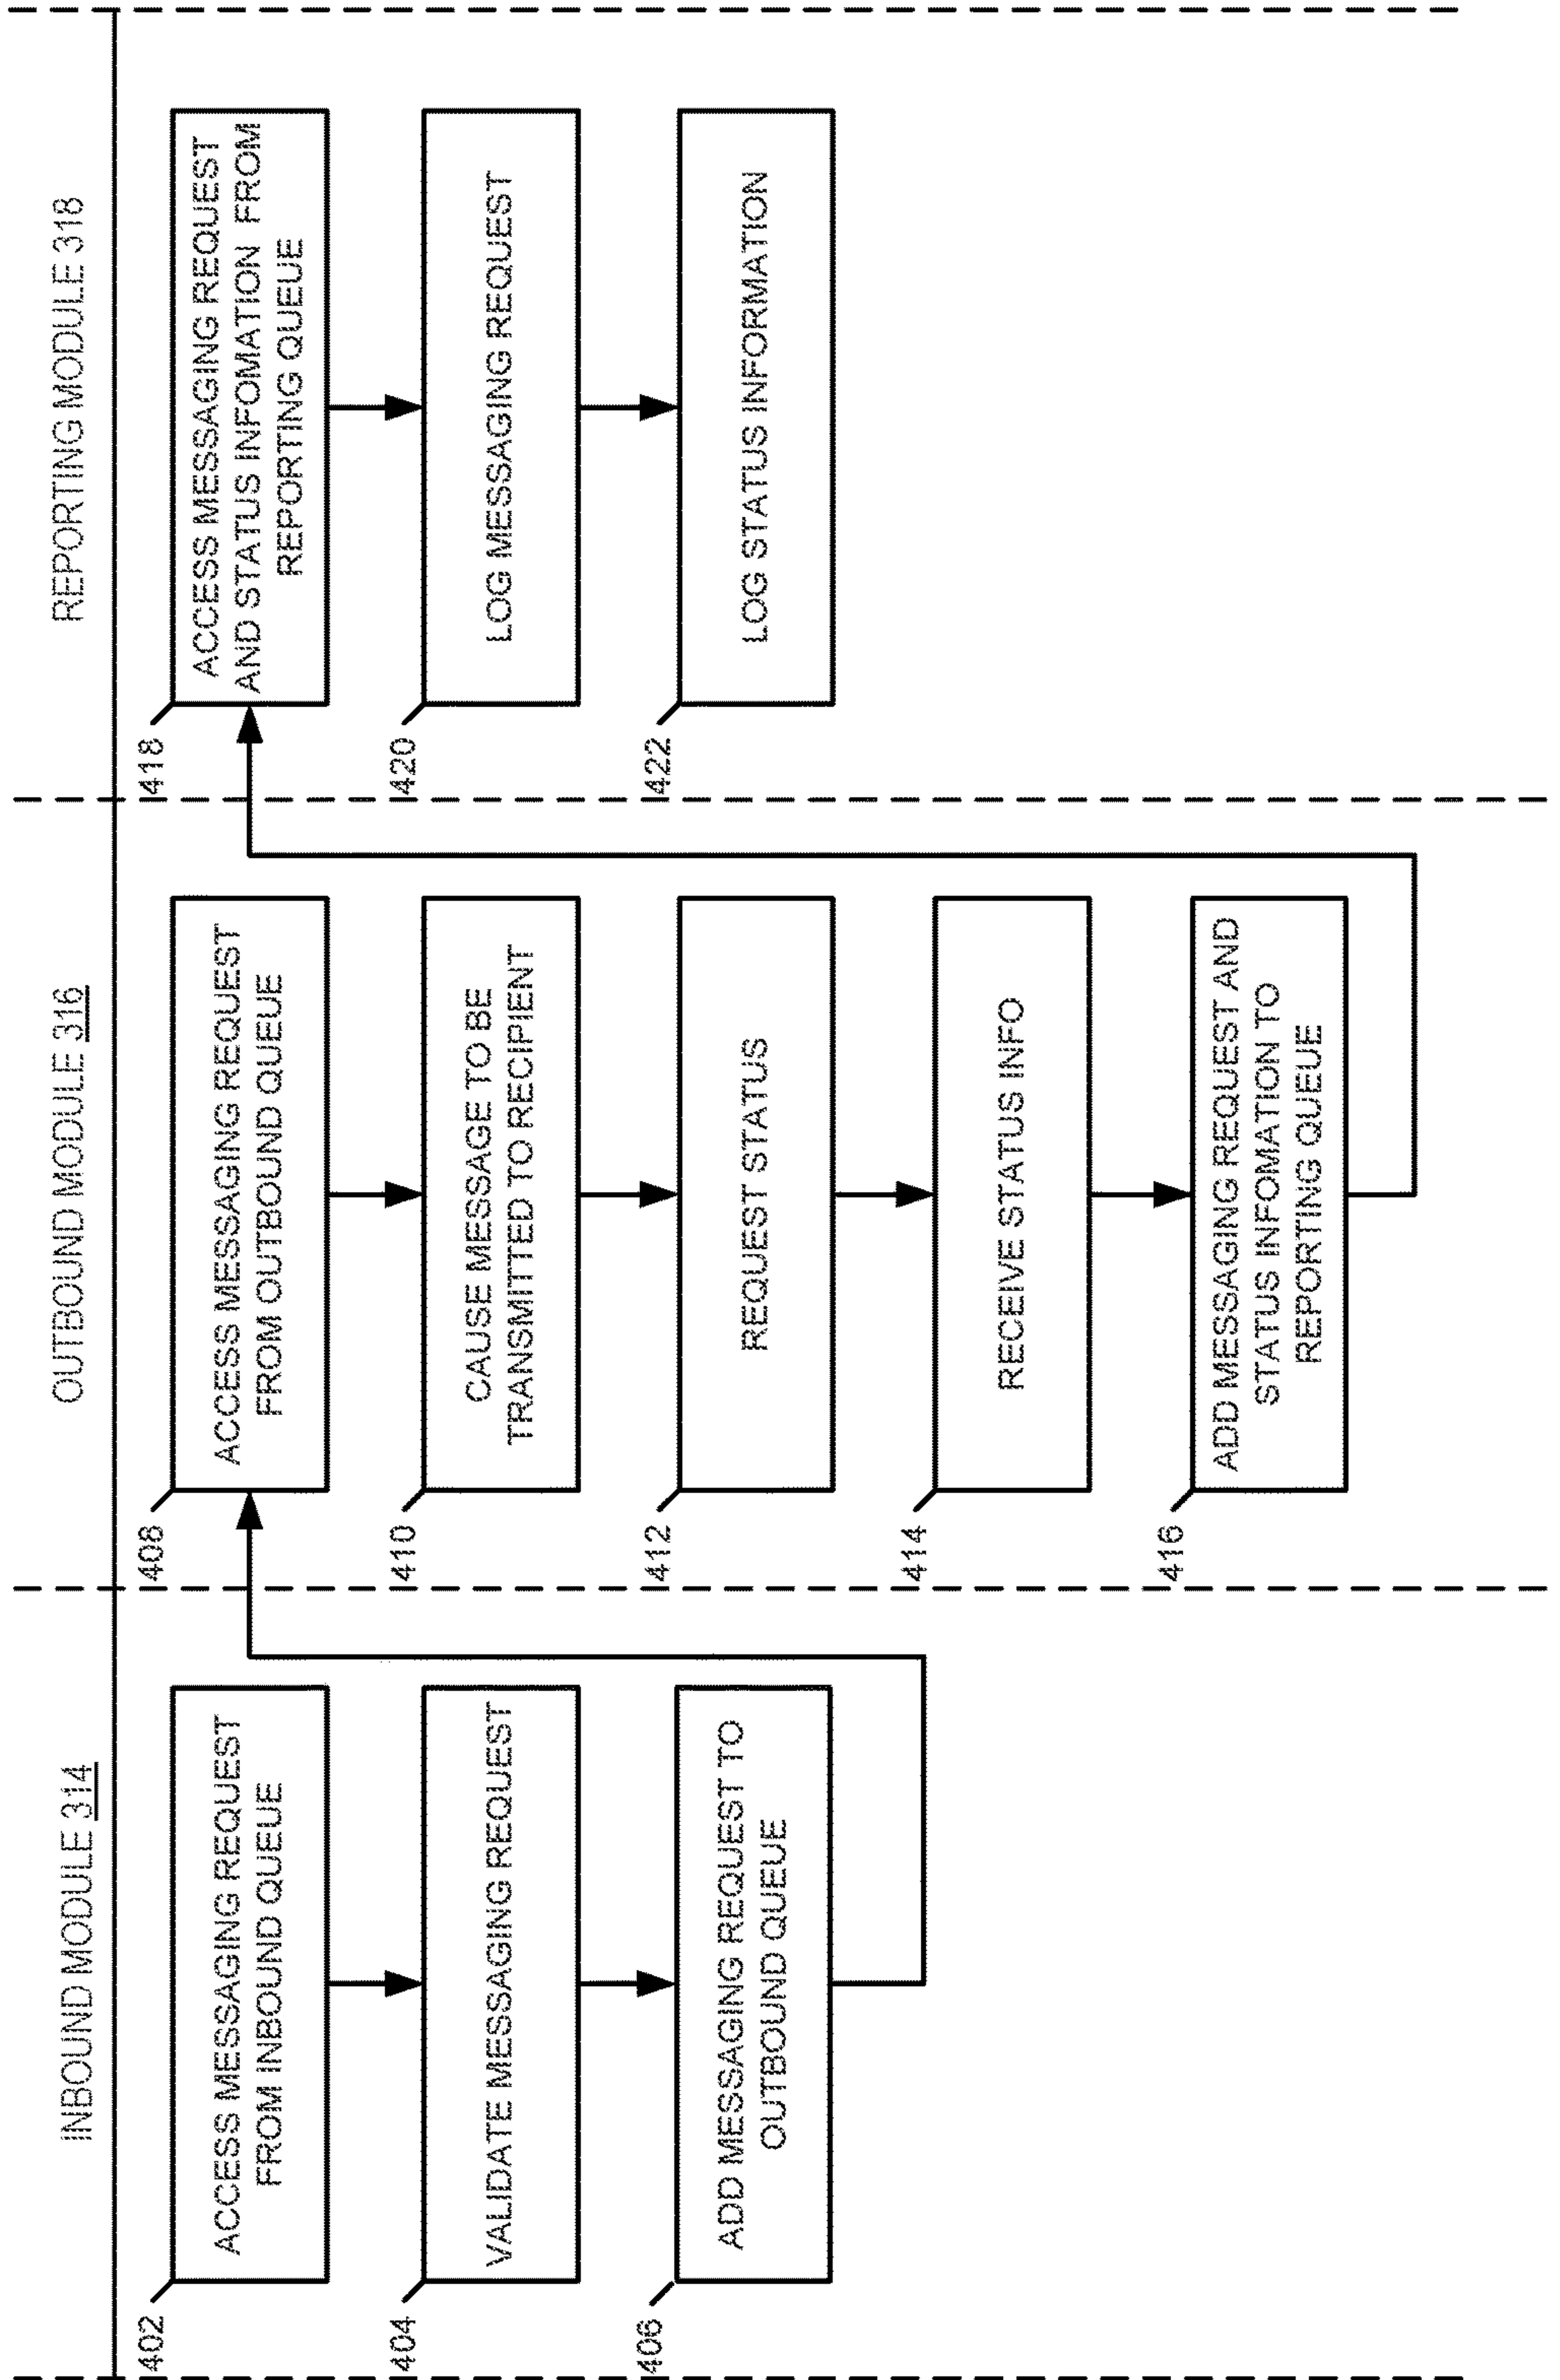 INBOUND MODULE 314
402
ACCESS MESSAGING REQUEST
FROM INBOUND QUEUE
404
VALIDATE MESSAGING REQUEST
406
ADD MESSAGING REQUEST TO
OUTBOUND QUEUE
OUTBOUND MODULE 316
408
ACCESS MESSAGING REQUEST
FROM OUTBOUND QUEUE
410
CAUSE MESSAGE TO BE
TRANSMITTED TO RECIPIENT
412
REQUEST STATUS
414
RECEIVE STATUS INFO
416
ADD MESSAGING REQUEST AND
STATUS INFOMATION TO
REPORTING QUEUE
REPORTING MODULE 318
418
ACCESS MESSAGING REQUEST
AND STATUS INFOMATION FROM
REPORTING QUEUE
420
LOG MESSAGING REQUEST
422
LOG STATUS INFORMATION